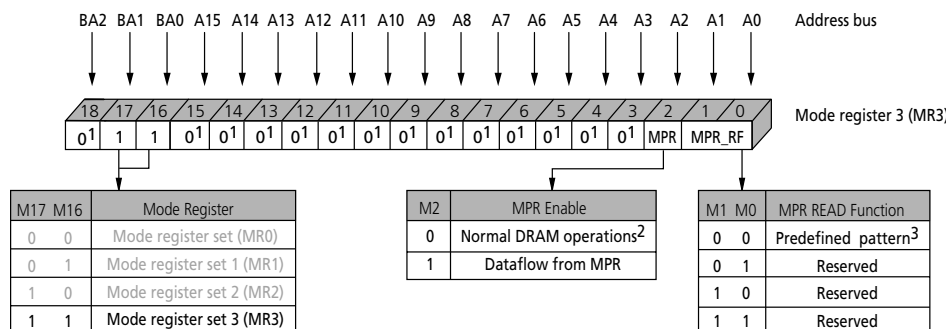 BA2 BA1 BA0 A15 A14 A13 A12 A11 A10 A9 A8 A7 A6 A5 A4 A3 A2 A1 A0 Address bus
18 17 16 15 14 13 12 11 10 9 8 7 6 5 4 3 2 1 0 Mode register 3 (MR3)
0¹ 1 1 0¹ 0¹ 0¹ 0¹ 0¹ 0¹ 0¹ 0¹ 0¹ 0¹ 0¹ 0¹ 0¹ MPR MPR_RF
M17 M16 Mode Register
0 0 Mode register set (MR0)
0 1 Mode register set 1 (MR1)
1 0 Mode register set 2 (MR2)
1 1 Mode register set 3 (MR3)
M2 MPR Enable
0 Normal DRAM operations²
1 Dataflow from MPR
M1 M0 MPR READ Function
0 0 Predefined pattern³
0 1 Reserved
1 0 Reserved
1 1 Reserved